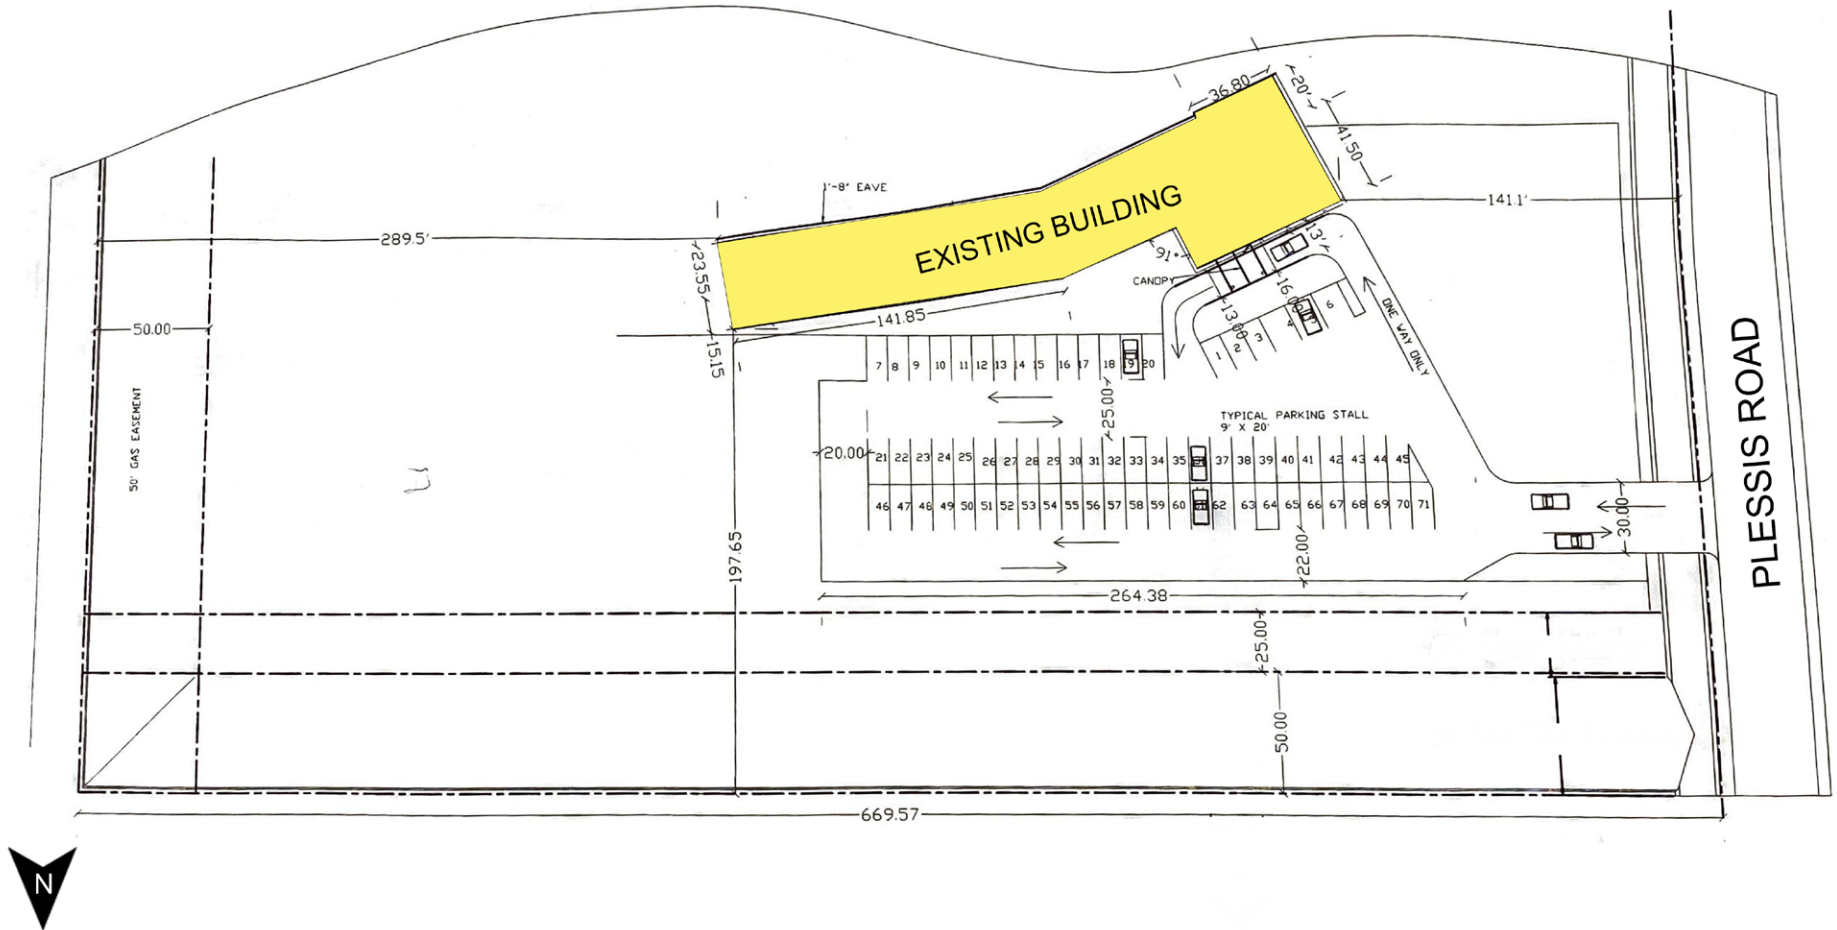 36.80
20'
41.50
1'-8" EAVE
141.1'
289.5'
EXISTING BUILDING
91°
13'
CANOPY
23.55
16.00
13.00
50.00
141.85
15.15
ONE WAY ONLY
1 2 3 4 6
7 8 9 10 11 12 13 14 15 16 17 18 19 20
25.00
TYPICAL PARKING STALL
9' X 20'
50' GAS EASEMENT
20.00
21 22 23 24 25 26 27 28 29 30 31 32 33 34 35 37 38 39 40 41 42 43 44 45
46 47 48 49 50 51 52 53 54 55 56 57 58 59 60 62 63 64 65 66 67 68 69 70 71
30.00
PLESSIS ROAD
197.65
22.00
264.38
25.00
50.00
669.57
N